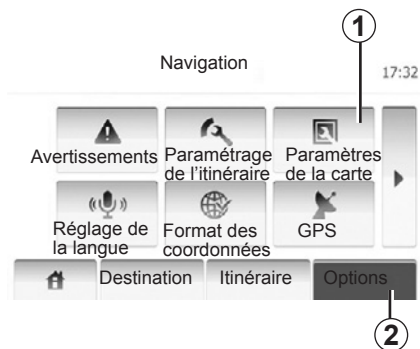 1
Navigation
17:32
Avertissements
Paramétrage
de l'itinéraire
Paramètres
de la carte
Réglage de
la langue
Format des
coordonnées
GPS
Destination
Itinéraire
Options
2